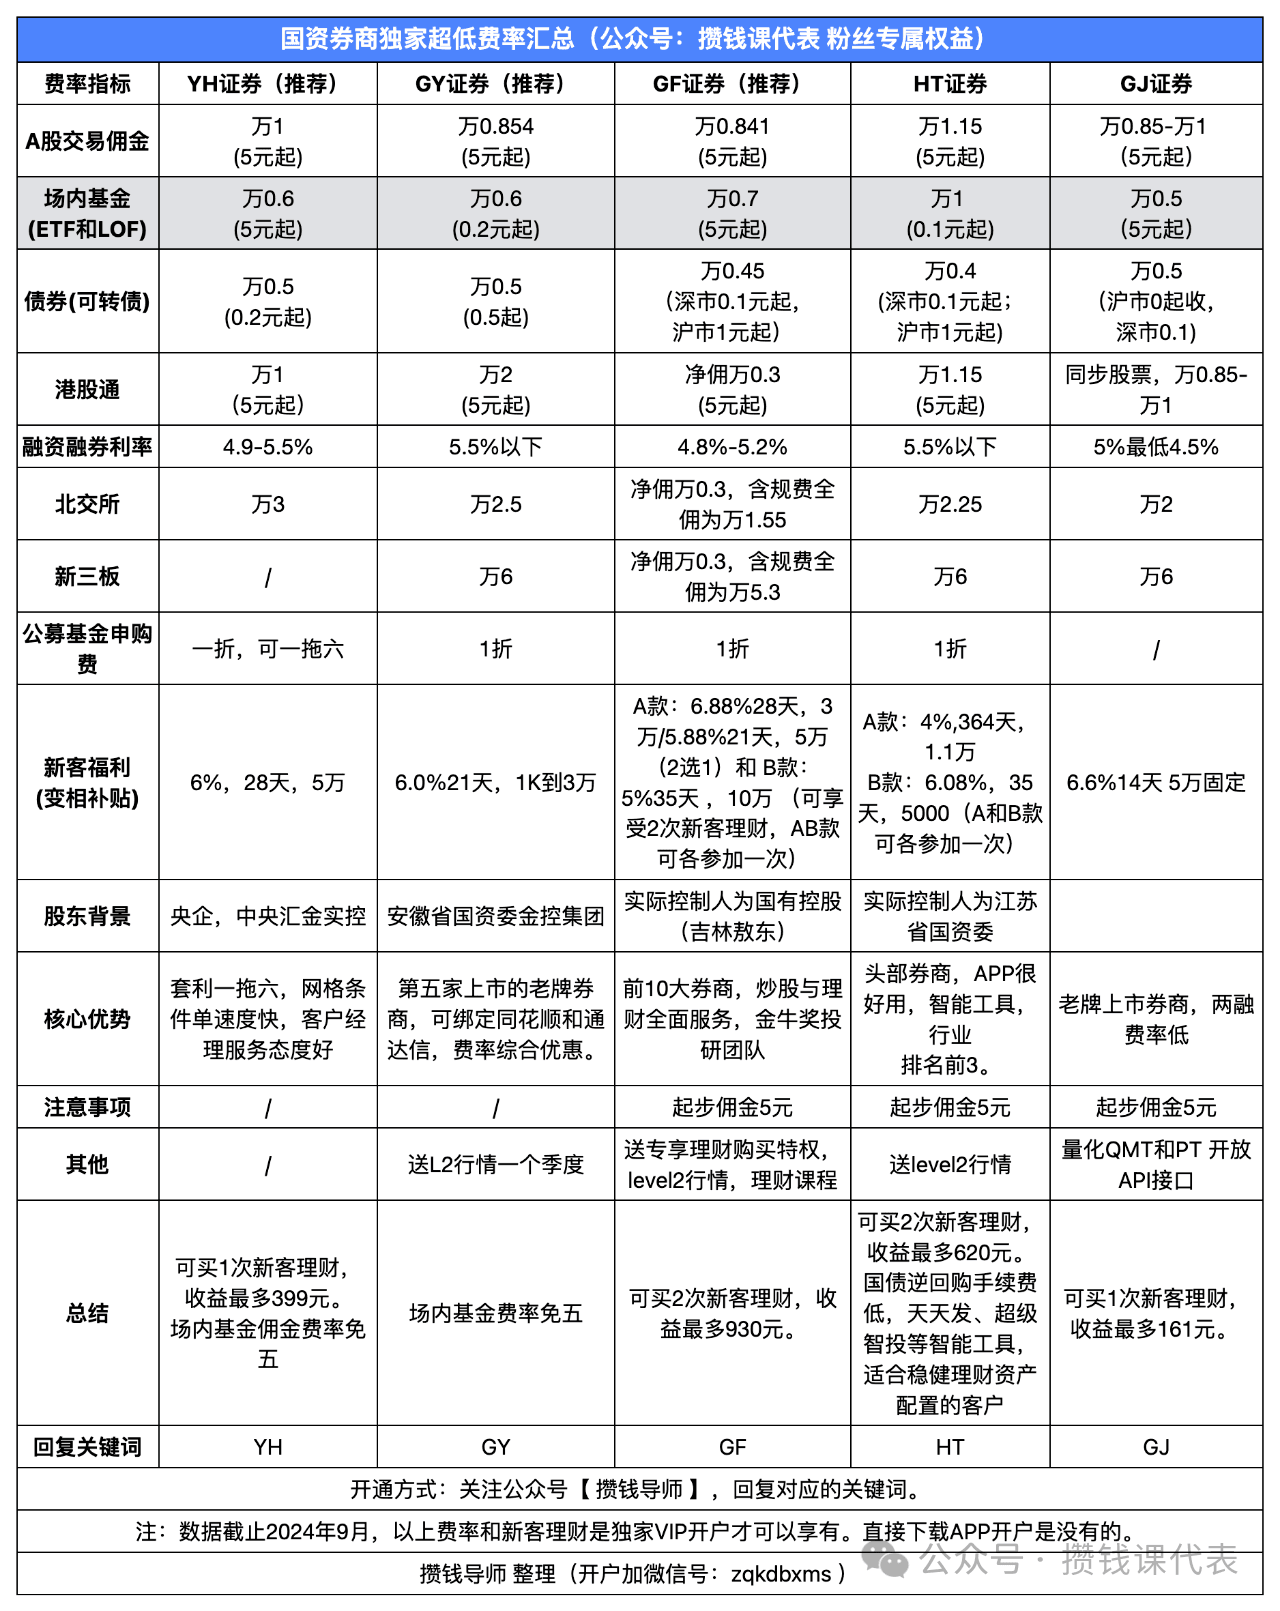 国资券商独家超低费率汇总（公众号：攒钱课代表 粉丝专属权益）
费率指标
YH证券（推荐）
GY证券（推荐）
GF证券（推荐）
HT证券
GJ证券
A股交易佣金
万1
(5元起)
万0.854
(5元起)
万0.841
(5元起)
万1.15
(5元起)
万0.85-万1
（5元起）
场内基金
(ETF和LOF)
万0.6
(5元起)
万0.6
(0.2元起)
万0.7
(5元起)
万1
(0.1元起)
万0.5
（5元起）
债券(可转债)
万0.5
(0.2元起)
万0.5
(0.5起)
万0.45
（深市0.1元起，
沪市1元起）
万0.4
(深市0.1元起；
沪市1元起)
万0.5
（沪市0起收，
深市0.1)
港股通
万1
（5元起）
万2
(5元起)
净佣万0.3
(5元起)
万1.15
(5元起)
同步股票，万0.85-
万1
融资融券利率
4.9-5.5%
5.5%以下
4.8%-5.2%
5.5%以下
5%最低4.5%
北交所
万3
万2.5
净佣万0.3，含规费全
佣为万1.55
万2.25
万2
新三板
/
万6
净佣万0.3，含规费全
佣为万5.3
万6
万6
公募基金申购
费
一折，可一拖六
1折
1折
1折
/
新客福利
(变相补贴)
6%，28天，5万
6.0%21天，1K到3万
A款：6.88%28天，3
万/5.88%21天，5万
（2选1）和 B款：
5%35天 ，10万 （可享
受2次新客理财，AB款
可各参加一次）
A款：4%,364天，
1.1万
B款：6.08%，35
天，5000（A和B款
可各参加一次）
6.6%14天 5万固定
股东背景
央企，中央汇金实控
安徽省国资委金控集团
实际控制人为国有控股
（吉林敖东）
实际控制人为江苏
省国资委
核心优势
套利一拖六，网格条
件单速度快，客户经
理服务态度好
第五家上市的老牌券
商，可绑定同花顺和通
达信，费率综合优惠。
前10大券商，炒股与理
财全面服务，金牛奖投
研团队
头部券商，APP很
好用，智能工具，
行业
排名前3。
老牌上市券商，两融
费率低
注意事项
/
/
起步佣金5元
起步佣金5元
起步佣金5元
其他
/
送L2行情一个季度
送专享理财购买特权，
level2行情，理财课程
送level2行情
量化QMT和PT 开放
API接口
总结
可买1次新客理财，
收益最多399元。
场内基金佣金费率免
五
场内基金费率免五
可买2次新客理财，收
益最多930元。
可买2次新客理财，
收益最多620元。
国债逆回购手续费
低，天天发、超级
智投等智能工具，
适合稳健理财资产
配置的客户
可买1次新客理财，
收益最多161元。
回复关键词
YH
GY
GF
HT
GJ
开通方式：关注公众号【 攒钱导师 】，回复对应的关键词。
注：数据截止2024年9月，以上费率和新客理财是独家VIP开户才可以享有。直接下载APP开户是没有的。
攒钱导师 整理（开户加微信号：zqkdbxms ）
公众号 · 攒钱课代表